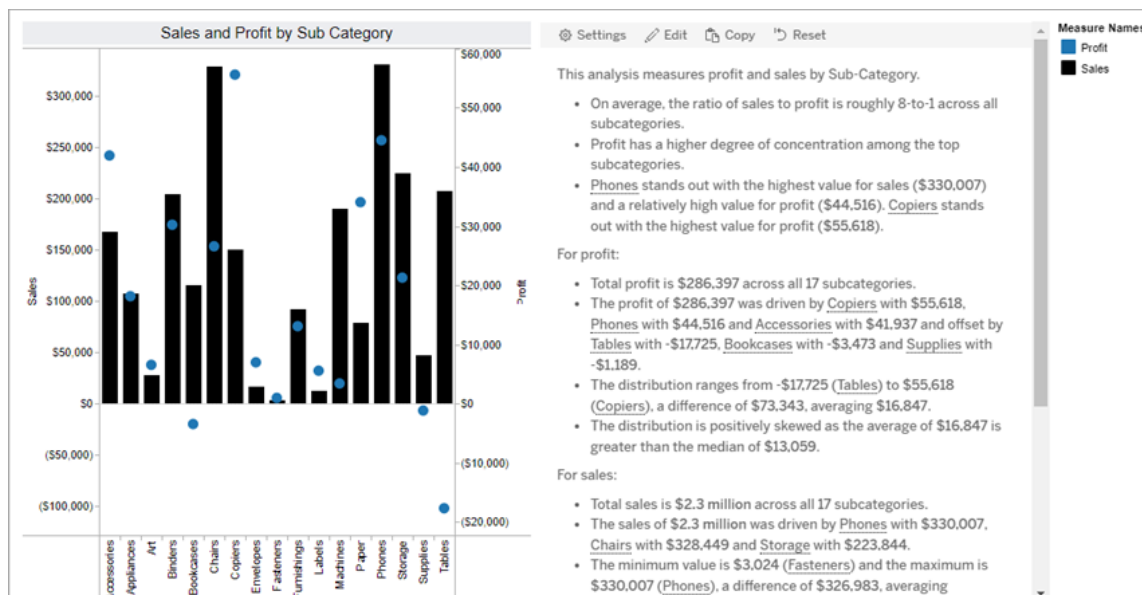 Sales and Profit by Sub Category
$300,000
$250,000
$200,000
$150,000
$100,000
$50,000
$0
($50,000)
($100,000)
Sales
$60,000
$50,000
$40,000
$30,000
$20,000
$10,000
$0
($10,000)
($20,000)
Profit
Appliances
Art
Binders
Bookcases
Chairs
Copiers
Envelopes
Fasteners
Labels
Machines
Paper
Phones
Storage
Supplies
Tables
Settings Edit Copy Reset
This analysis measures profit and sales by Sub-Category.
• On average, the ratio of sales to profit is roughly 8-to-1 across all
subcategories.
• Profit has a higher degree of concentration among the top
subcategories.
• Phones stands out with the highest value for sales ($330,007)
and a relatively high value for profit ($44,516). Copiers stands
out with the highest value for profit ($55,618).
For profit:
• Total profit is $286,397 across all 17 subcategories.
• The profit of $286,397 was driven by Copiers with $55,618,
Phones with $44,516 and Accessories with $41,937 and offset by
Tables with -$17,725, Bookcases with -$3,473 and Supplies with
-$1,189.
• The distribution ranges from -$17,725 (Tables) to $55,618
(Copiers), a difference of $73,343, averaging $16,847.
• The distribution is positively skewed as the average of $16,847 is
greater than the median of $13,059.
For sales:
• Total sales is $2.3 million across all 17 subcategories.
• The sales of $2.3 million was driven by Phones with $330,007,
Chairs with $328,449 and Storage with $223,844.
• The minimum value is $3,024 (Fasteners) and the maximum is
$330,007 (Phones), a difference of $326,983, averaging
Measure Names
Profit
Sales